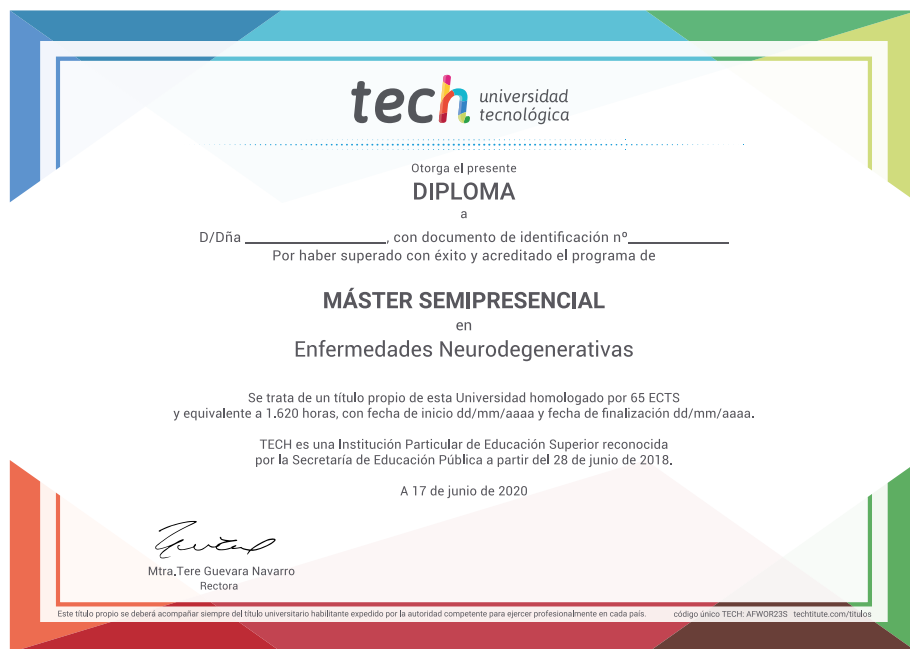 tech universidad
tecnológica
Otorga el presente
DIPLOMA
a
D/Dña ________________, con documento de identificación nº____________
Por haber superado con éxito y acreditado el programa de
MÁSTER SEMIPRESENCIAL
en
Enfermedades Neurodegenerativas
Se trata de un título propio de esta Universidad homologado por 65 ECTS
y equivalente a 1.620 horas, con fecha de inicio dd/mm/aaaa y fecha de finalización dd/mm/aaaa.
TECH es una Institución Particular de Educación Superior reconocida
por la Secretaría de Educación Pública a partir del 28 de junio de 2018.
A 17 de junio de 2020
Mtra.Tere Guevara Navarro
Rectora
Este título propio se deberá acompañar siempre del título universitario habilitante expedido por la autoridad competente para ejercer profesionalmente en cada país. código único TECH: AFWOR23S techtitute.com/titulos